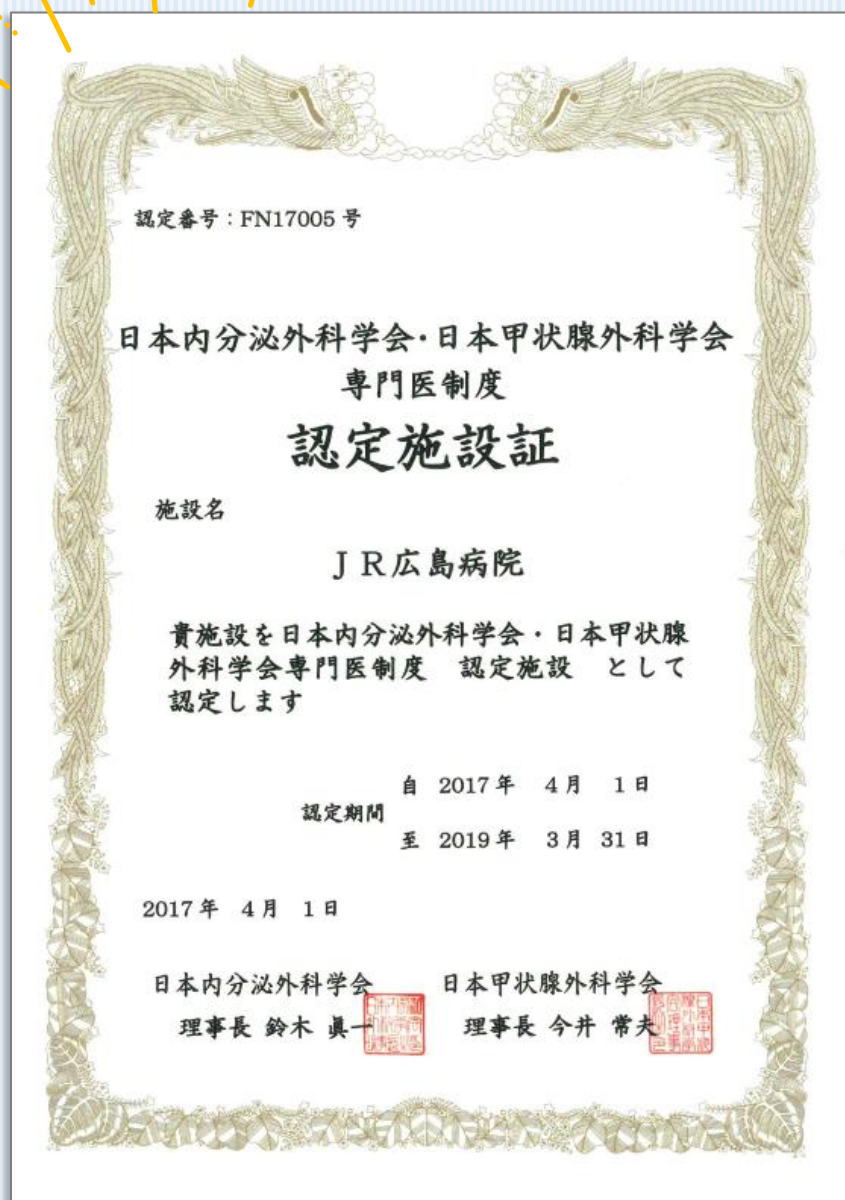 認定番号:FN17005 号
日本内分泌外科学会・日本甲状腺外科学会
専門医制度
認定施設証
施設名
JR広島病院
貴施設を日本内分泌外科学会・日本甲状腺
外科学会専門医制度 認定施設 として
認定します
自 2017年 4月 1日
認定期間
至 2019年 3月 31日
2017年 4月 1日
日本内分泌外科学会 日本甲状腺外科学会
理事長 鈴木 眞一 理事長 今井 常夫